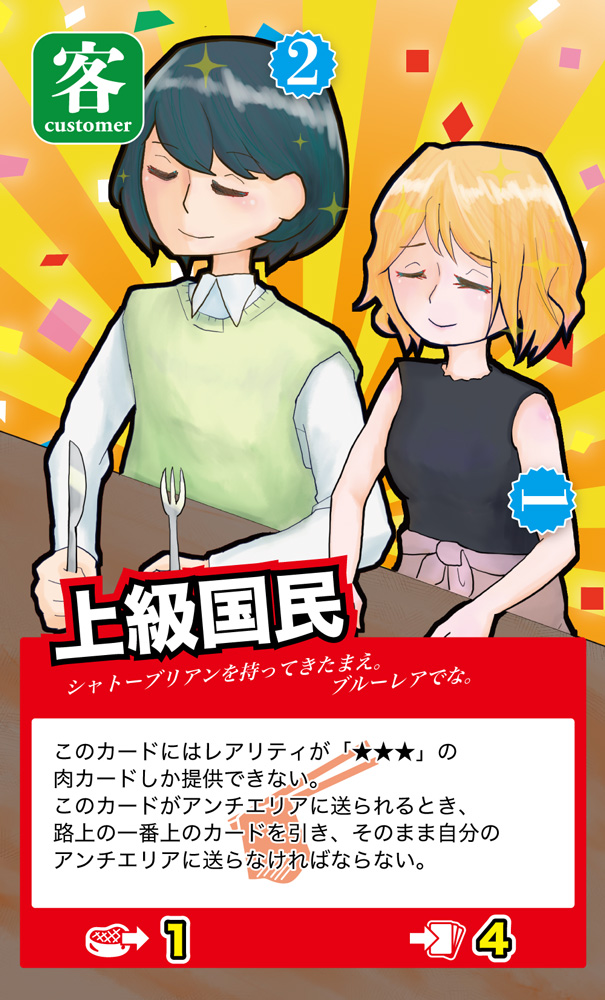 客
customer
2
1
上級国民
シャトーブリアンを持ってきたまえ。
ブルーレアでな。
このカードにはレアリティが「★★★」の
肉カードしか提供できない。
このカードがアンチエリアに送られるとき、
路上の一番上のカードを引き、そのまま自分の
アンチエリアに送らなければならない。
1
4